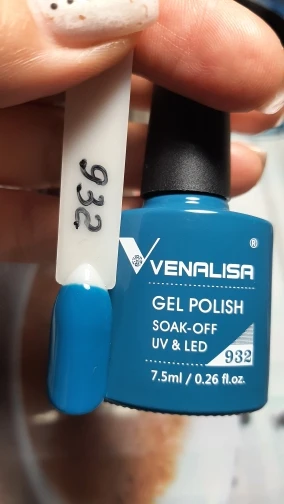 932
VENALISA®
GEL POLISH
SOAK-OFF
UV & LED
932
7.5ml / 0.26 fl.oz.